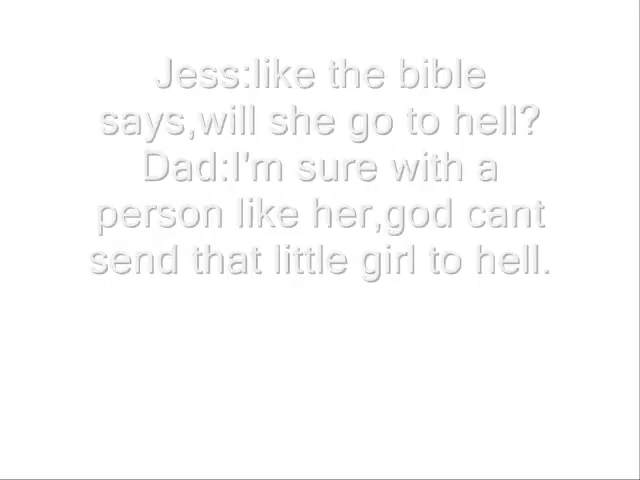 Jess:like the bible
says,will she go to hell?
Dad:I'm sure with a
person like her,god cant
send that little girl to hell.